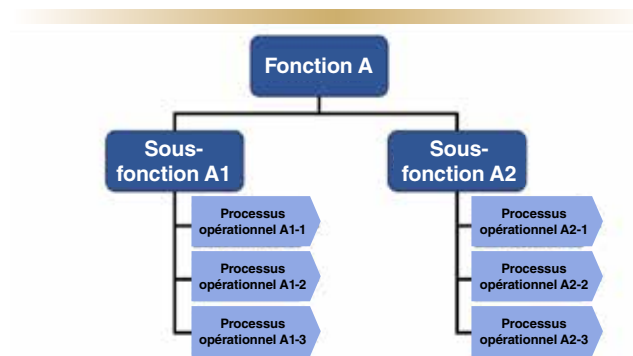 Fonction A
Sous-
fonction A1
Sous-
fonction A2
Processus
opérationnel A1-1
Processus
opérationnel A1-2
Processus
opérationnel A1-3
Processus
opérationnel A2-1
Processus
opérationnel A2-2
Processus
opérationnel A2-3